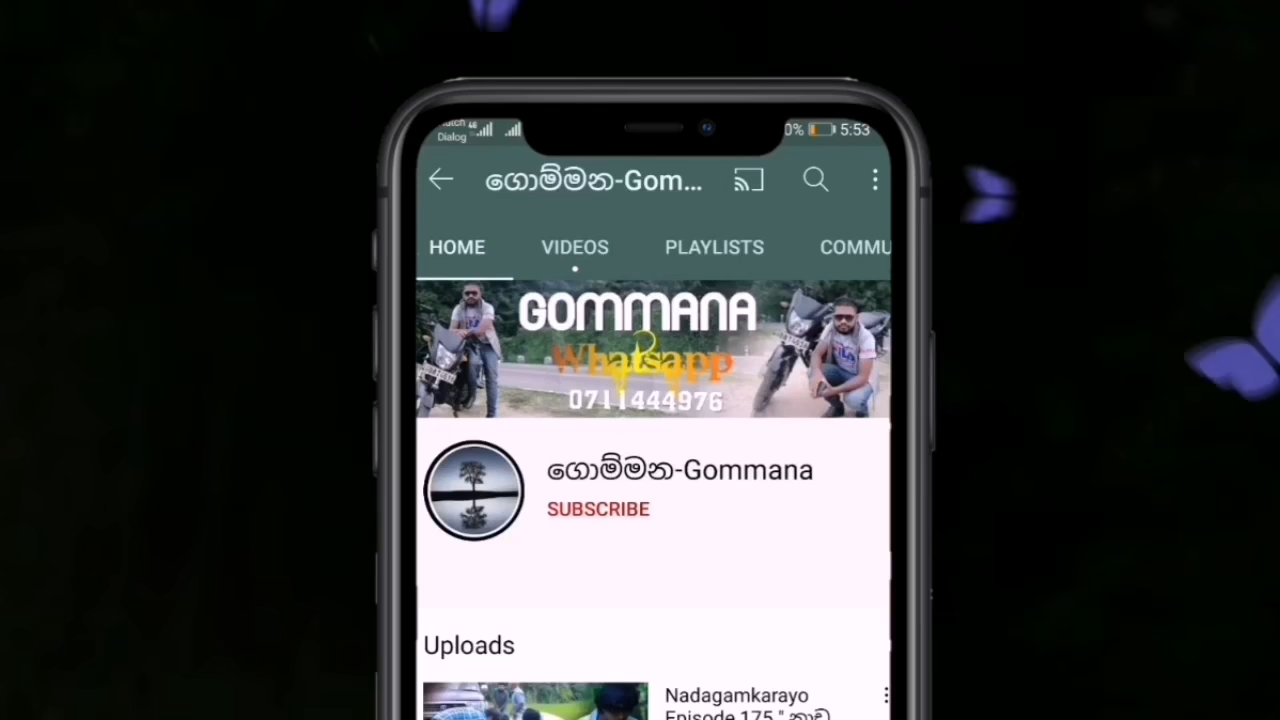 Dialog
0% 5:53
ගොම්මන-Gom...
HOME VIDEOS PLAYLISTS COMMU
GOMMANA
Whatsapp
0711444976
ගොම්මන-Gommana
SUBSCRIBE
Uploads
Nadagamkarayo
Episode 175 "